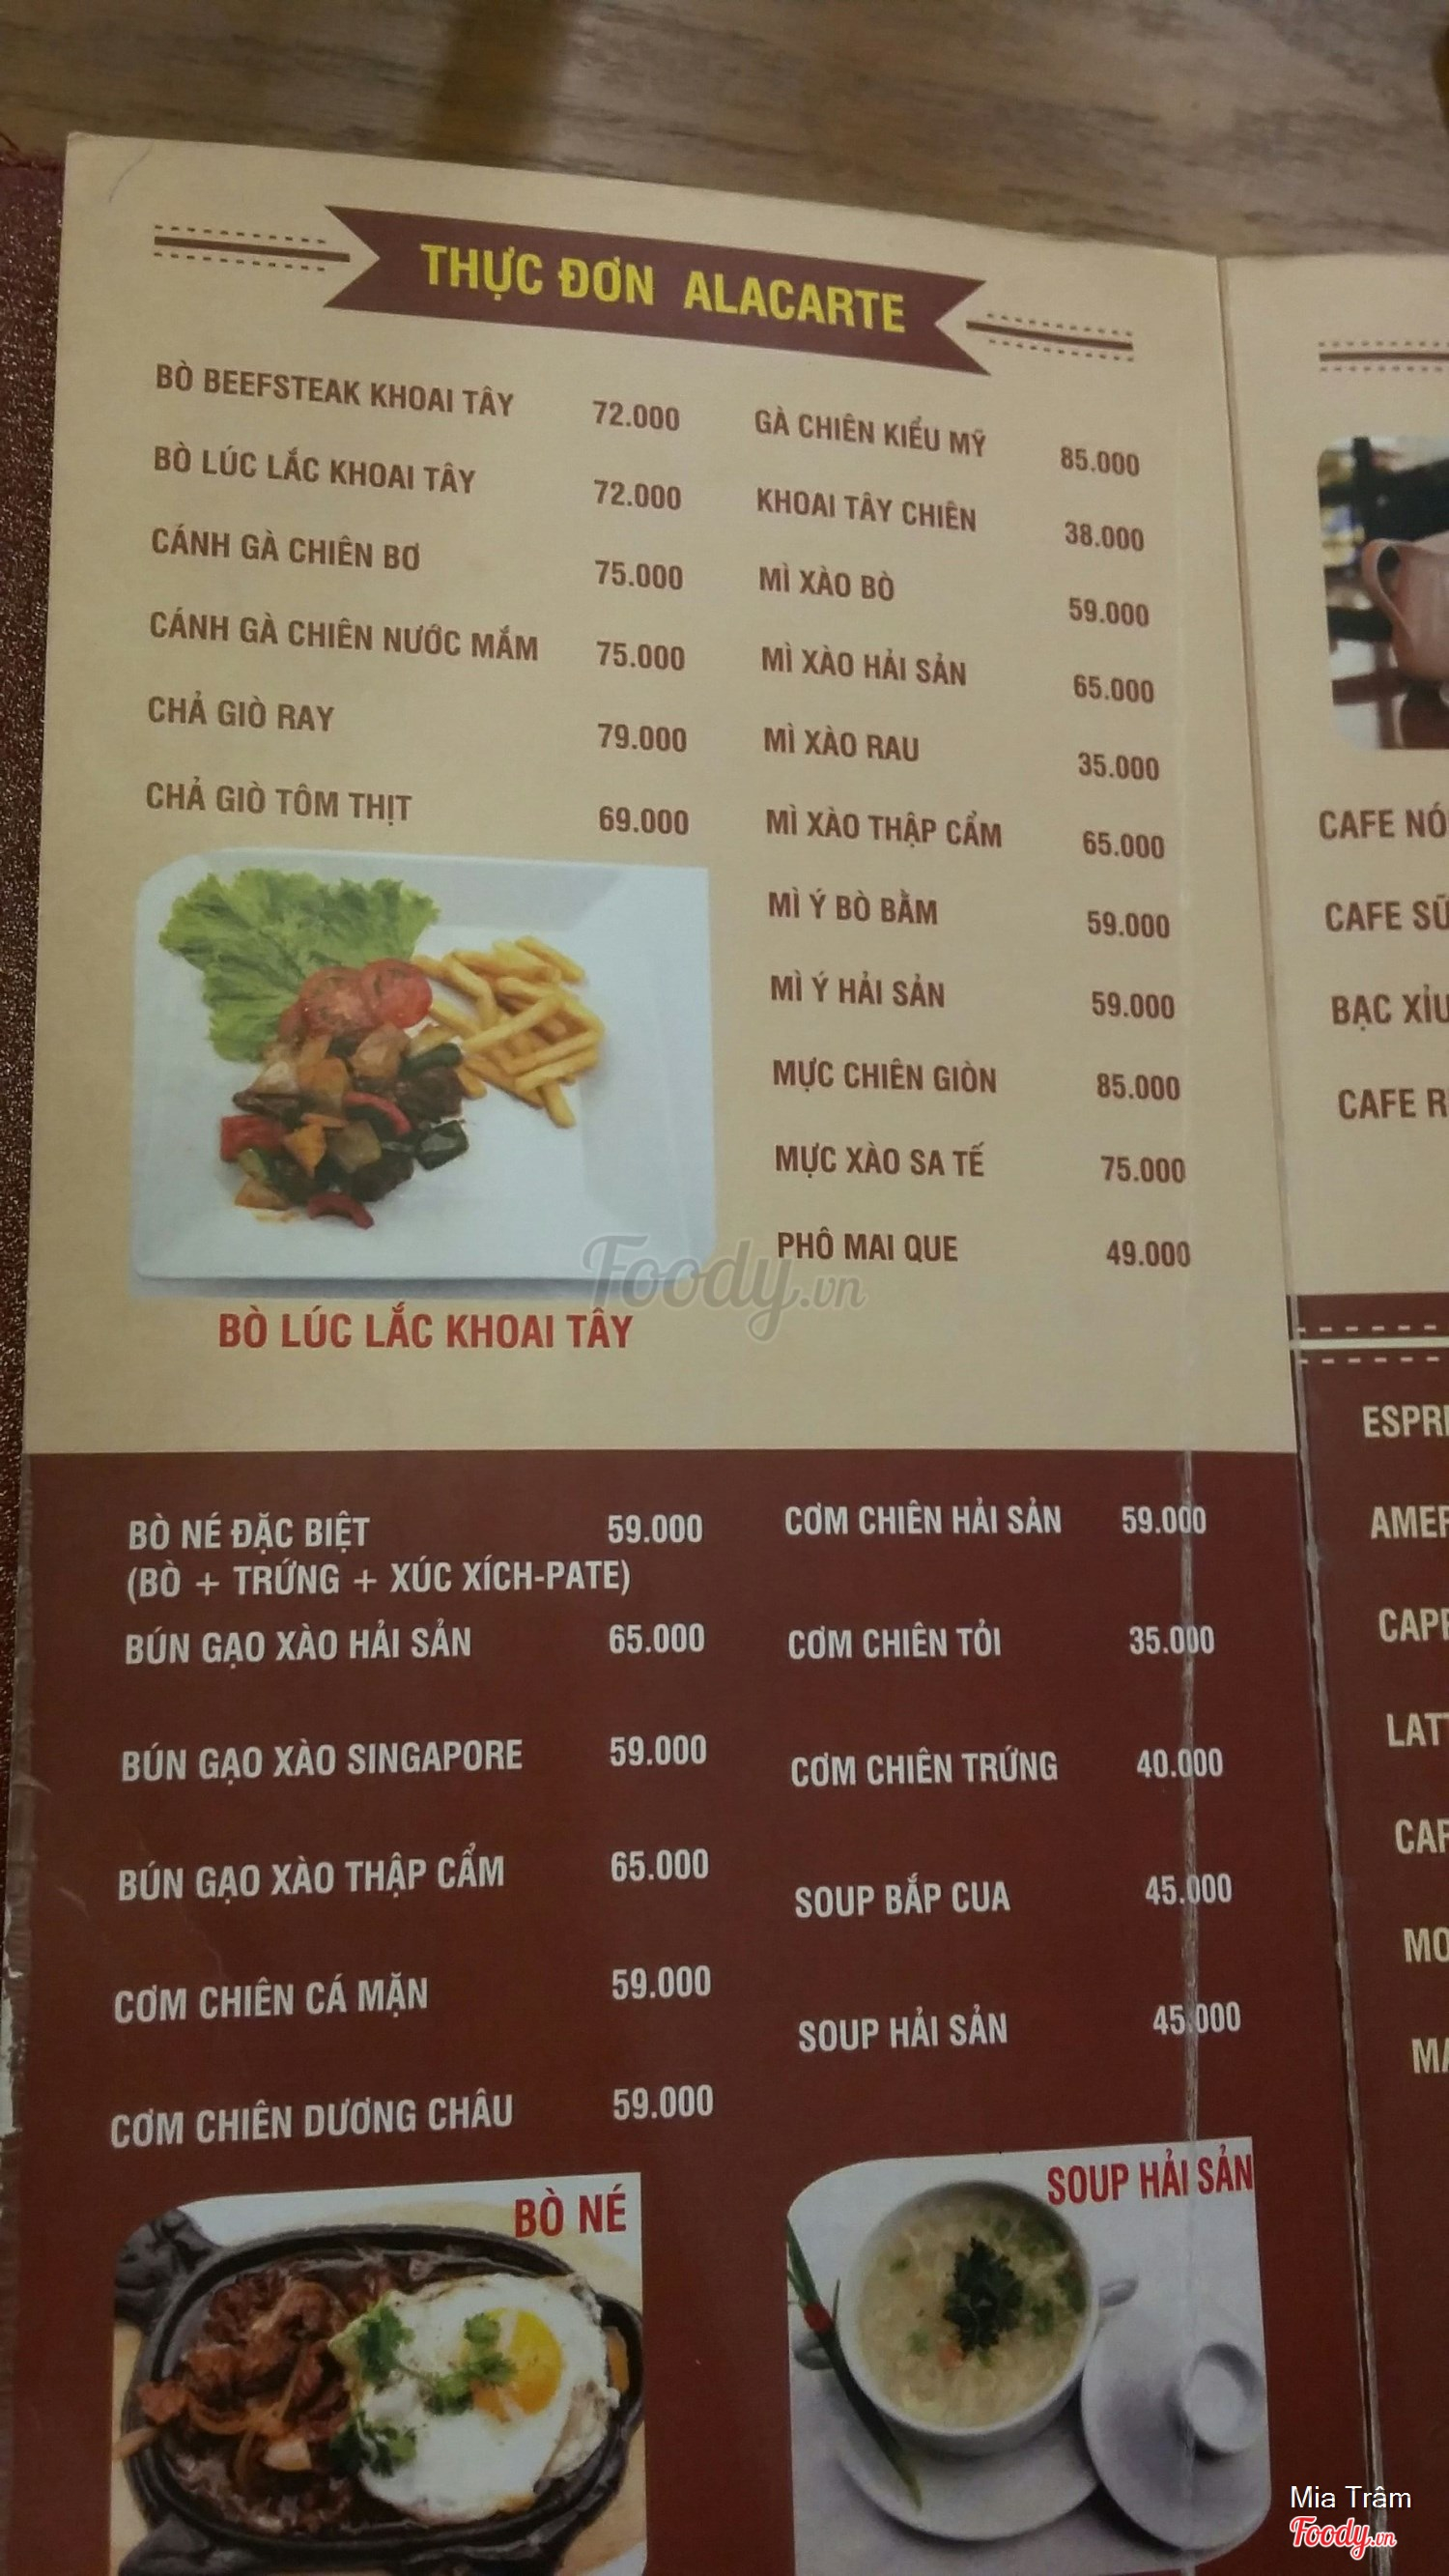 THỰC ĐƠN ALACARTE
BÒ BEEFSTEAK KHOAI TÂY 72.000
BÒ LÚC LẮC KHOAI TÂY 72.000
CÁNH GÀ CHIÊN BƠ 75.000
CÁNH GÀ CHIÊN NƯỚC MẮM 75.000
CHẢ GIÒ RAY 79.000
CHẢ GIÒ TÔM THỊT 69.000
BÒ LÚC LẮC KHOAI TÂY
GÀ CHIÊN KIỂU MỸ 85.000
KHOAI TÂY CHIÊN 38.000
MÌ XÀO BÒ 59.000
MÌ XÀO HẢI SẢN 65.000
MÌ XÀO RAU 35.000
MÌ XÀO THẬP CẨM 65.000
MÌ Ý BÒ BẰM 59.000
MÌ Ý HẢI SẢN 59.000
MỰC CHIÊN GIÒN 85.000
MỰC XÀO SA TẾ 75.000
PHÔ MAI QUE 49.000
Foody.vn
BÒ NÉ ĐẶC BIỆT 59.000
(BÒ + TRỨNG + XÚC XÍCH-PATE)
BÚN GẠO XÀO HẢI SẢN 65.000
BÚN GẠO XÀO SINGAPORE 59.000
BÚN GẠO XÀO THẬP CẨM 65.000
CƠM CHIÊN CÁ MẶN 59.000
CƠM CHIÊN DƯƠNG CHÂU 59.000
BÒ NÉ
CƠM CHIÊN HẢI SẢN 59.000
CƠM CHIÊN TỎI 35.000
CƠM CHIÊN TRỨNG 40.000
SOUP BẮP CUA 45.000
SOUP HẢI SẢN 45.000
SOUP HẢI SẢN
CAFE
CAFE
BẠC XỈU
CAFE
Mia Trâm
Foody.vn